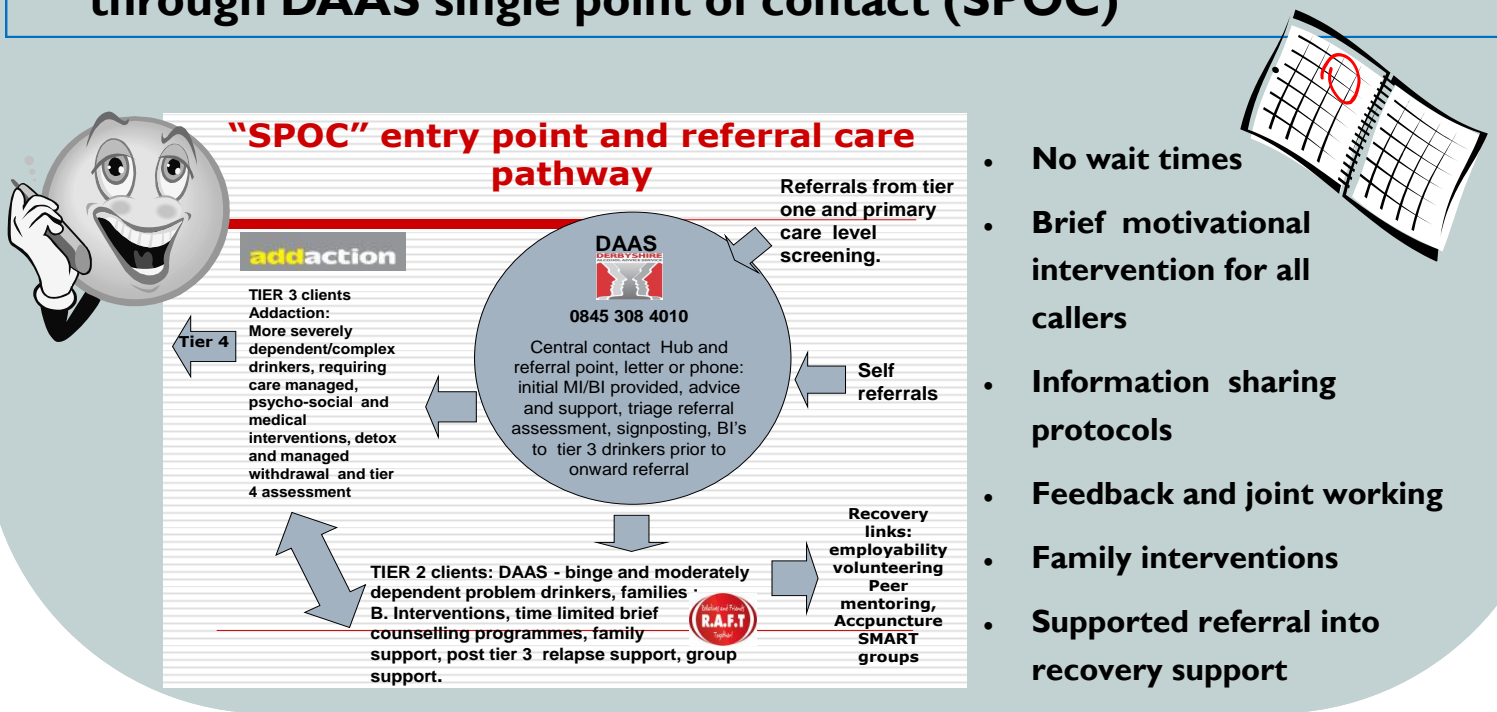 through DAAS single point of contact (SPOC)
“SPOC” entry point and referral care
pathway
Referrals from tier
one and primary
care level
screening.
addaction
DAAS
DERBYSHIRE
ALCOHOL ADVICE SERVICE
0845 308 4010
Central contact Hub and
referral point, letter or phone:
initial MI/BI provided, advice
and support, triage referral
assessment, signposting, BI’s
to tier 3 drinkers prior to
onward referral
TIER 3 clients
Addaction:
More severely
dependent/complex
drinkers, requiring
care managed,
psycho-social and
medical
interventions, detox
and managed
withdrawal and tier
4 assessment
Tier 4
Self
referrals
TIER 2 clients: DAAS - binge and moderately
dependent problem drinkers, families :
B. Interventions, time limited brief
counselling programmes, family
support, post tier 3 relapse support, group
support.
Relatives and Friends
R.A.F.T
Together!
Recovery
links:
employability
volunteering
Peer
mentoring,
Accpuncture
SMART
groups
• No wait times
• Brief motivational
intervention for all
callers
• Information sharing
protocols
• Feedback and joint working
• Family interventions
• Supported referral into
recovery support